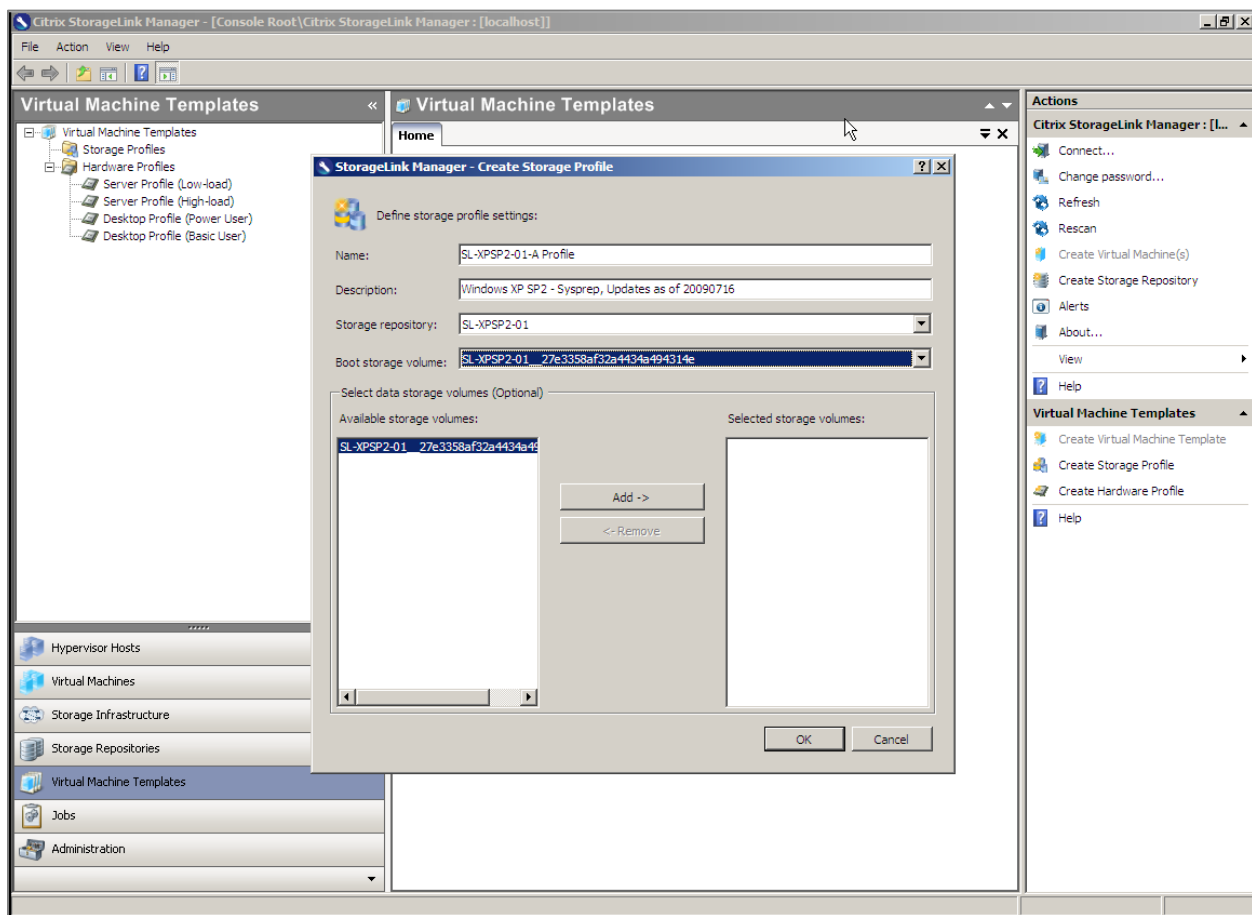 Citrix StorageLink Manager - [Console Root\Citrix StorageLink Manager : [localhost]]
File Action View Help
Virtual Machine Templates
Virtual Machine Templates
Storage Profiles
Hardware Profiles
Server Profile (Low-load)
Server Profile (High-load)
Desktop Profile (Power User)
Desktop Profile (Basic User)
Hypervisor Hosts
Virtual Machines
Storage Infrastructure
Storage Repositories
Virtual Machine Templates
Jobs
Administration
Virtual Machine Templates
Home
StorageLink Manager - Create Storage Profile
Define storage profile settings:
Name: SL-XPSP2-01-A Profile
Description: Windows XP SP2 - Sysprep, Updates as of 20090716
Storage repository: SL-XPSP2-01
Boot storage volume: SL-XPSP2-01__27e3358af32a4434a494314e
Select data storage volumes (Optional)
Available storage volumes:
SL-XPSP2-01__27e3358af32a4434a49
Add ->
<- Remove
Selected storage volumes:
OK Cancel
Actions
Citrix StorageLink Manager : [l...
Connect...
Change password...
Refresh
Rescan
Create Virtual Machine(s)
Create Storage Repository
Alerts
About...
View
Help
Virtual Machine Templates
Create Virtual Machine Template
Create Storage Profile
Create Hardware Profile
Help